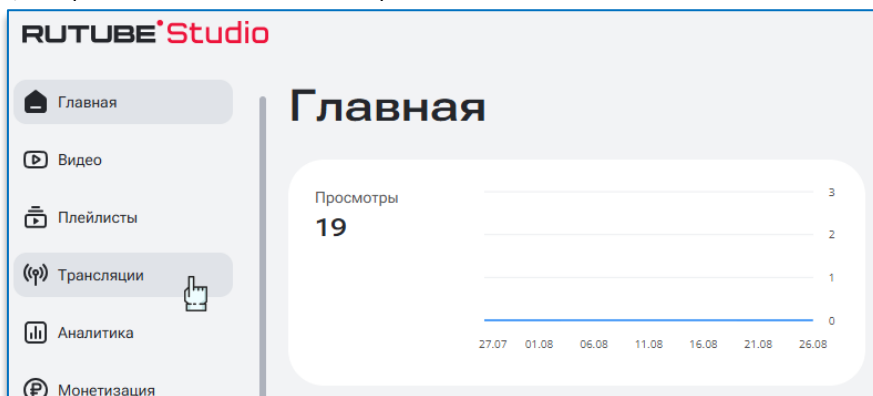 RUTUBE Studio
Главная
Видео
Плейлисты
Трансляции
Аналитика
Монетизация
Главная
Просмотры
19
3
2
1
0
27.07 01.08 06.08 11.08 16.08 21.08 26.08